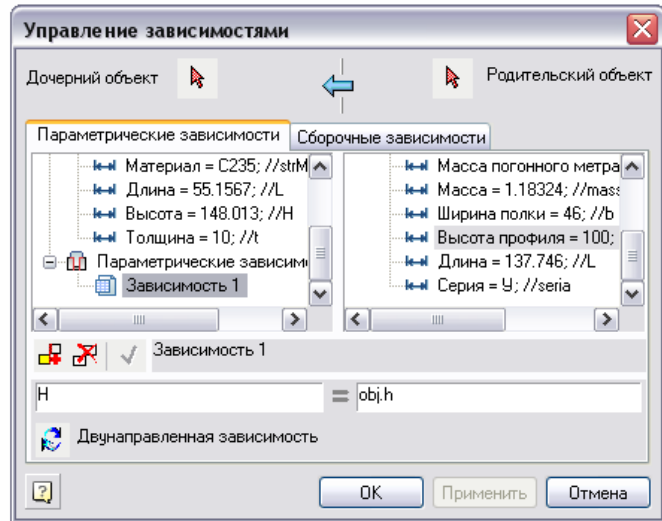 Управление зависимостями
Дочерний объект
Родительский объект
Параметрические зависимости
Сборочные зависимости
Материал = C235; //strM
Длина = 55.1567; //L
Высота = 148.013; //H
Толщина = 10; //t
Параметрические зависим
Зависимость 1
Масса погонного метра
Масса = 1.18324; //mass
Ширина полки = 46; //b
Высота профиля = 100;
Длина = 137.746; //L
Серия = У; //seria
Зависимость 1
H = obj.h
Двунаправленная зависимость
?
OK
Применить
Отмена